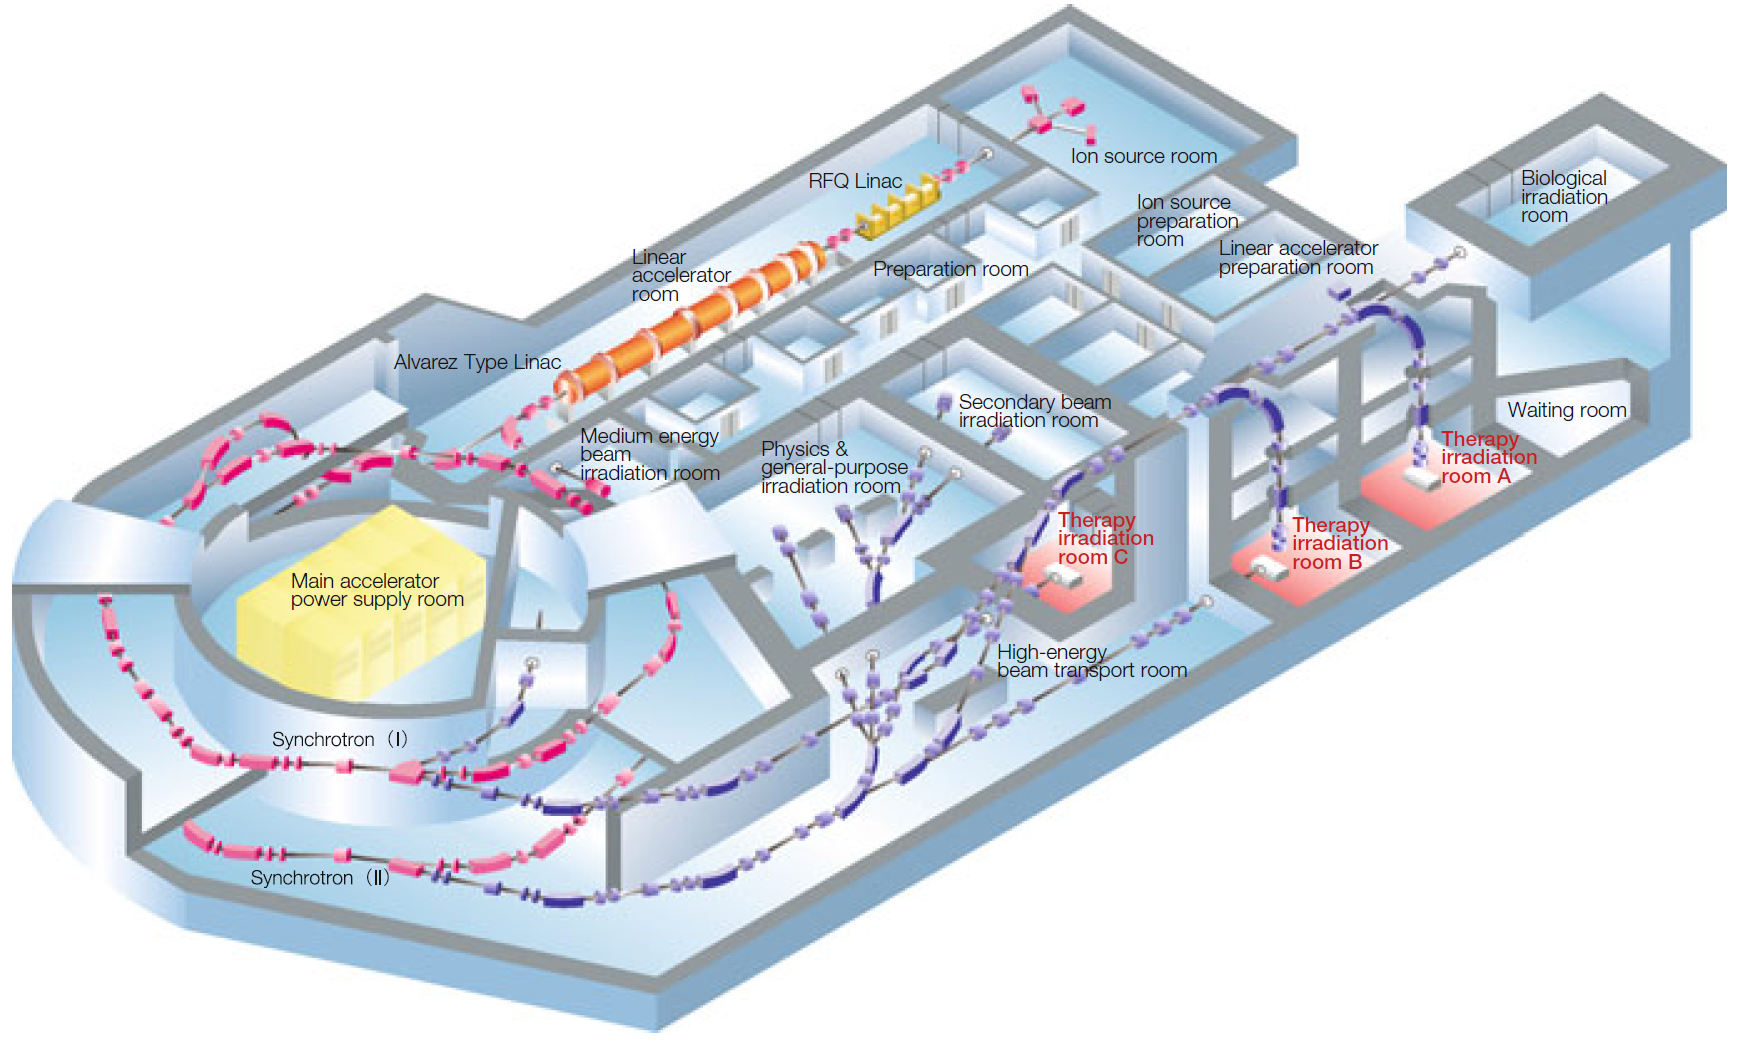 Ion source room
RFQ Linac
Biological
irradiation
room
Ion source
preparation
room
Linear accelerator
preparation room
Linear
accelerator
room
Preparation room
Alvarez Type Linac
Secondary beam
irradiation room
Waiting room
Medium energy
beam
irradiation room
Physics &
general-purpose
irradiation room
Therapy
irradiation
room A
Therapy
irradiation
room C
Therapy
irradiation
room B
Main accelerator
power supply room
High-energy
beam transport room
Synchrotron（Ⅰ）
Synchrotron（Ⅱ）